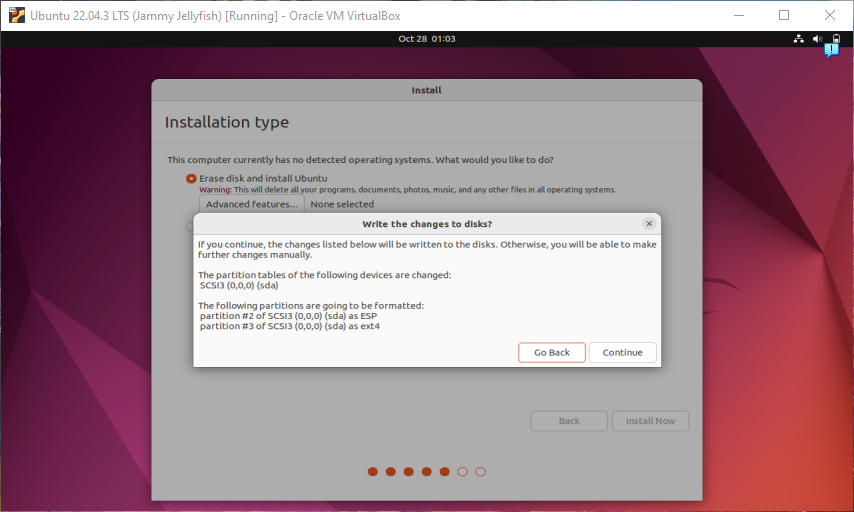 Ubuntu 22.04.3 LTS (Jammy Jellyfish) [Running] - Oracle VM VirtualBox
Oct 28 01:03
Install
Installation type
This computer currently has no detected operating systems. What would you like to do?
Erase disk and install Ubuntu
Warning: This will delete all your programs, documents, photos, music, and any other files in all operating systems.
Advanced features... None selected
Write the changes to disks?
If you continue, the changes listed below will be written to the disks. Otherwise, you will be able to make
further changes manually.
The partition tables of the following devices are changed:
SCSI3 (0,0,0) (sda)
The following partitions are going to be formatted:
partition #2 of SCSI3 (0,0,0) (sda) as ESP
partition #3 of SCSI3 (0,0,0) (sda) as ext4
Go Back Continue
Back Install Now